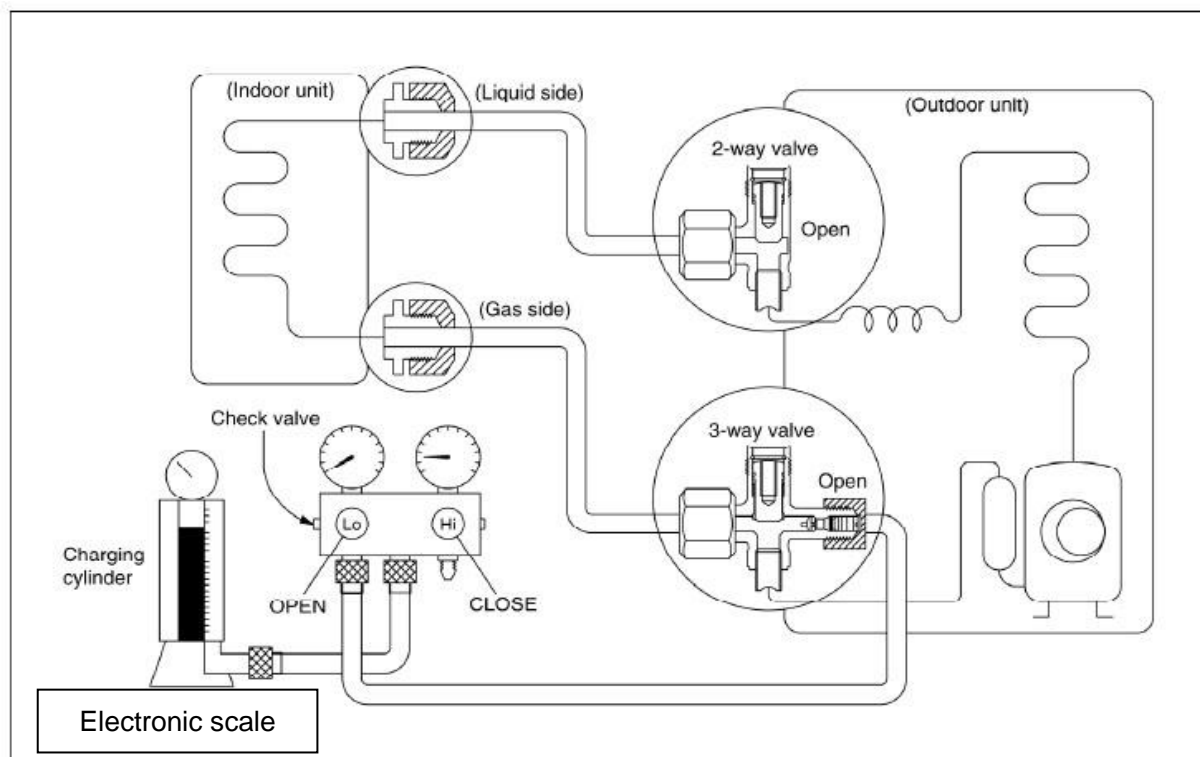 (Indoor unit)
(Liquid side)
(Outdoor unit)
2-way valve
Open
(Gas side)
Check valve
3-way valve
Open
Lo
Hi
Charging
cylinder
OPEN
CLOSE
Electronic scale